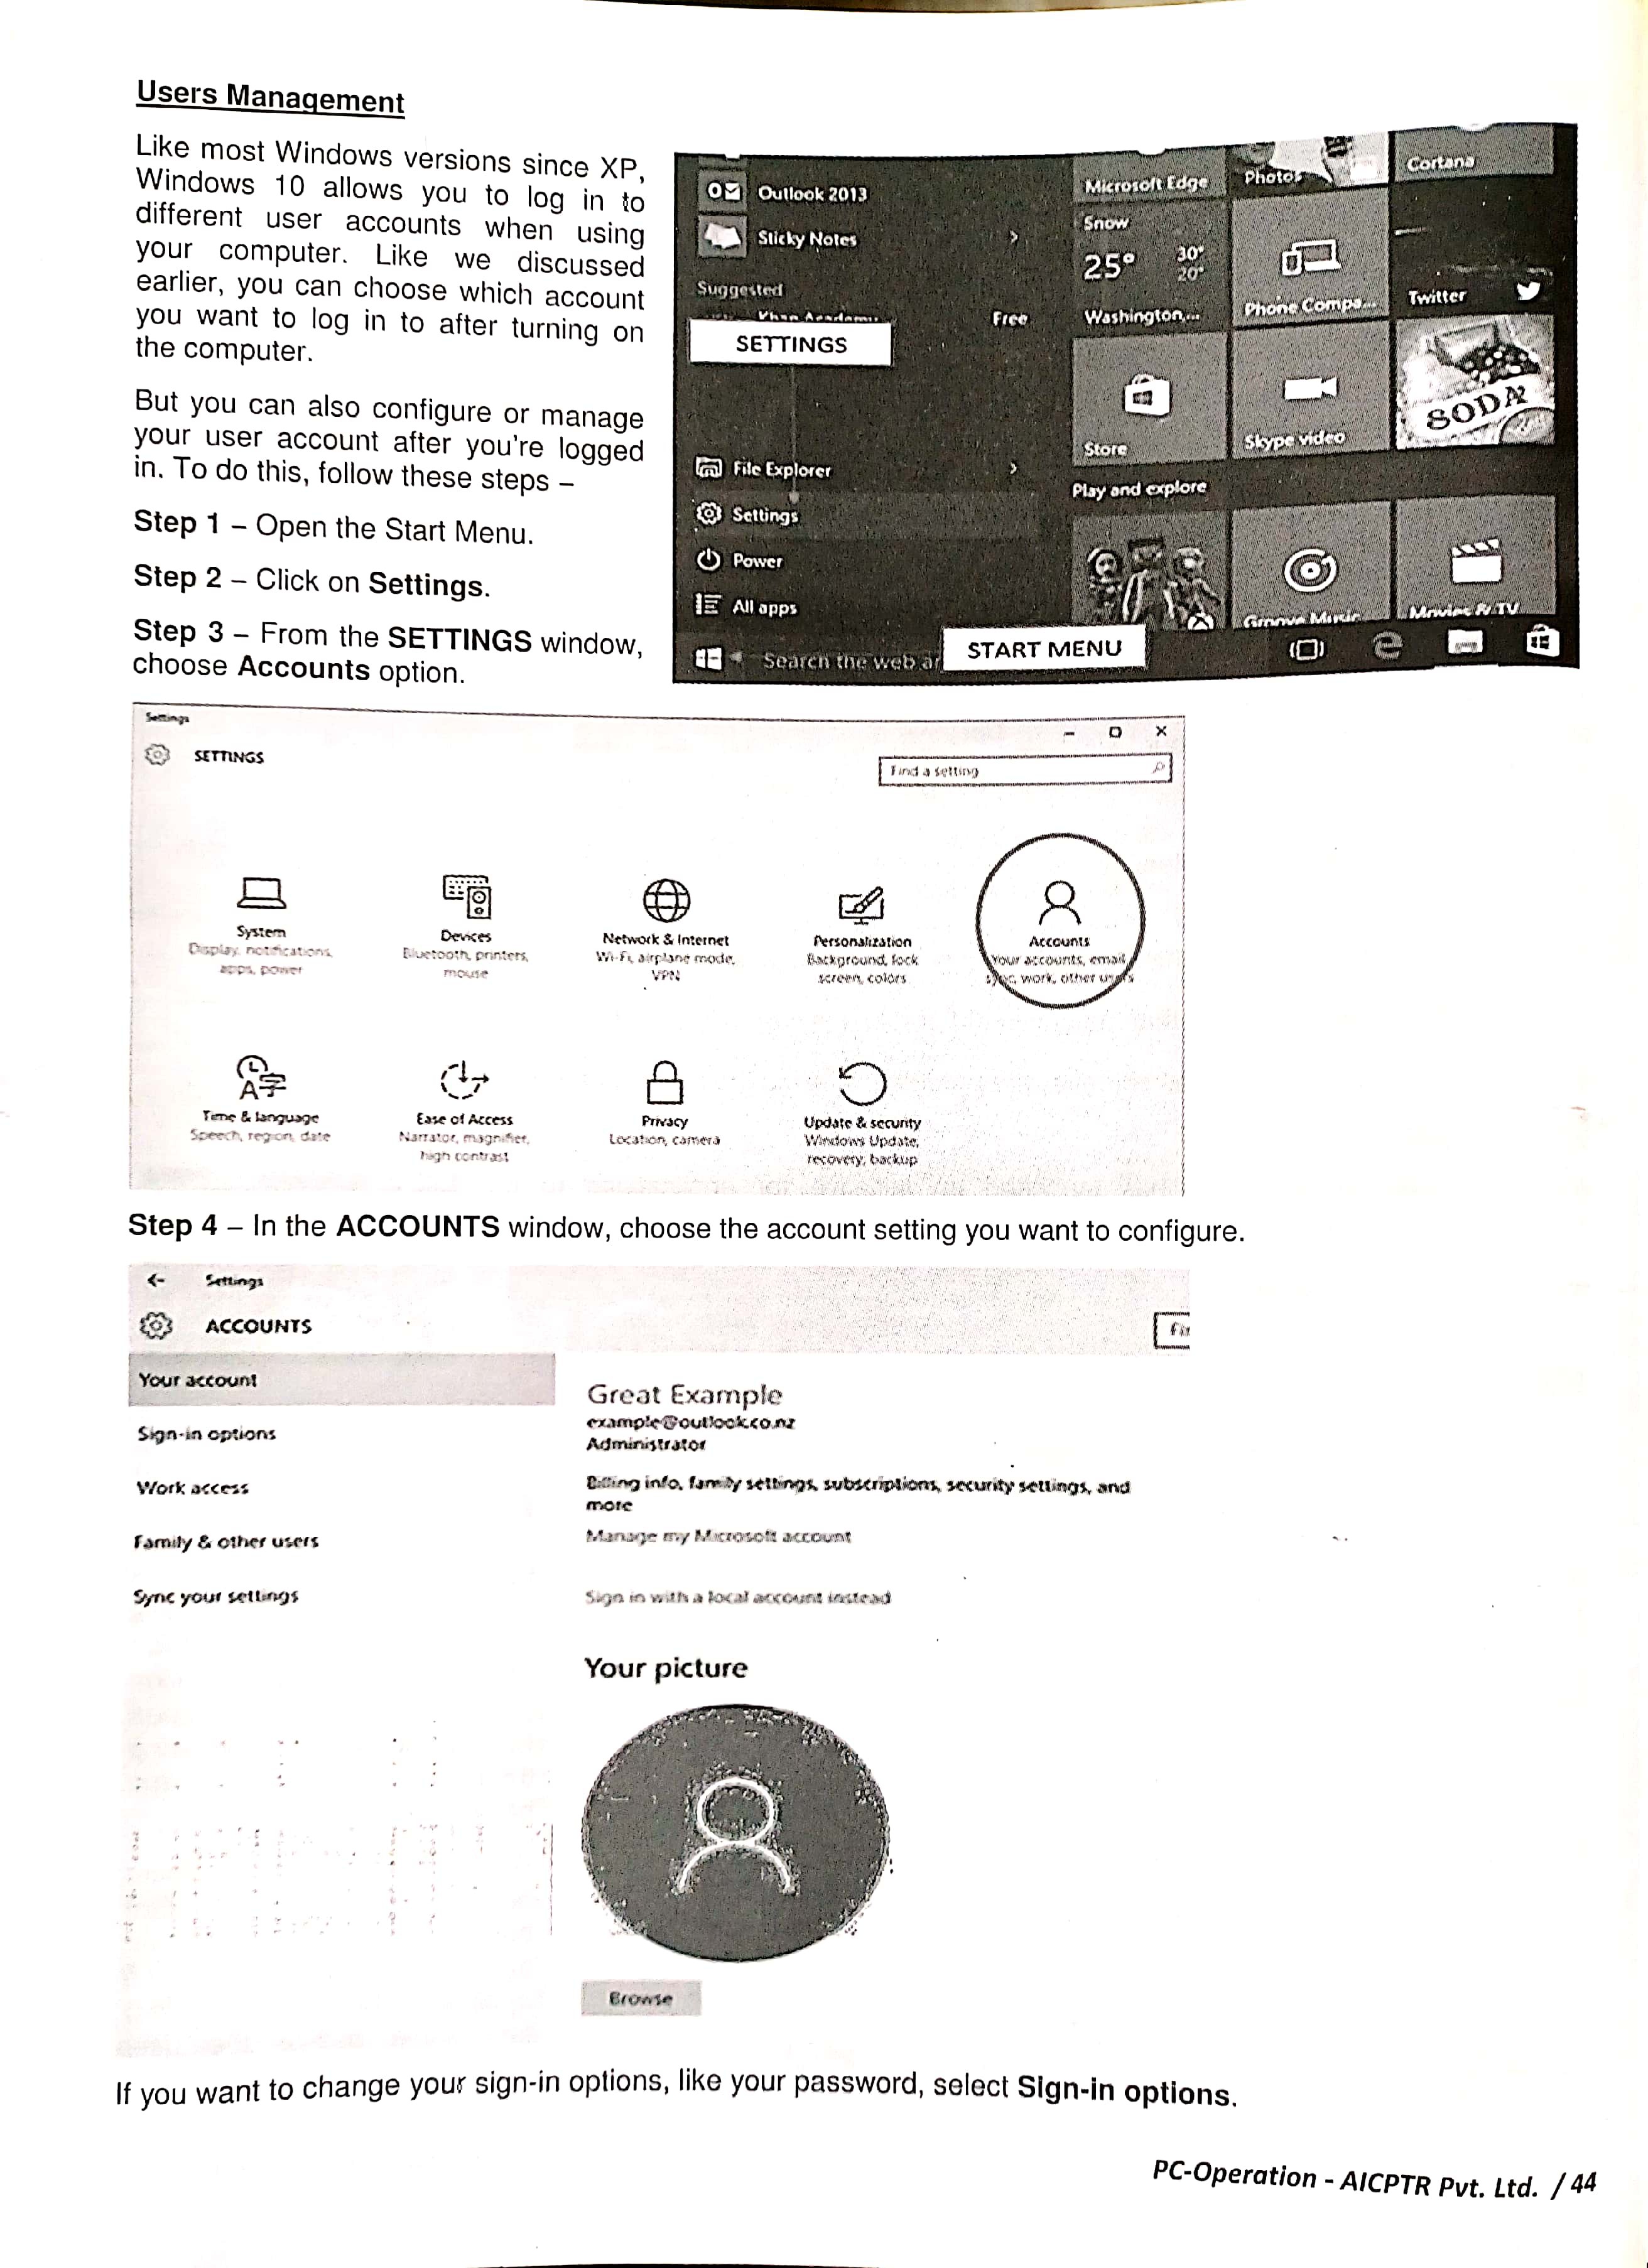 Users Management
Like most Windows versions since XP,
Windows 10 allows you to log in to
different user accounts when using
your computer. Like we discussed
earlier, you can choose which account
you want to log in to after turning on
the computer.
But you can also configure or manage
your user account after you're logged
in. To do this, follow these steps –
Step 1 – Open the Start Menu.
Step 2 – Click on Settings.
Step 3 – From the SETTINGS window,
choose Accounts option.
Outlook 2013
Sticky Notes
Suggested
Khan Academy
Free
SETTINGS
File Explorer
Settings
Power
All apps
Search the web
START MENU
Microsoft Edge
Photos
Cortana
Snow
25° 30°
20°
Washington,...
Phone Compa...
Twitter
Store
Skype video
SODA
Play and explore
Groove Music
Movies & TV
Settings
SETTINGS
Find a setting
System
Display, notifications,
apps, power
Devices
Bluetooth, printers,
mouse
Network & Internet
Wi-Fi, airplane mode,
VPN
Personalization
Background, lock
screen, colors
Accounts
Your accounts, email,
sync, work, other users
Time & language
Speech, region, date
Ease of Access
Narrator, magnifier,
high contrast
Privacy
Location, camera
Update & security
Windows Update,
recovery, backup
Step 4 – In the ACCOUNTS window, choose the account setting you want to configure.
Settings
ACCOUNTS
Fin
Your account
Sign-in options
Work access
Family & other users
Sync your settings
Great Example
example@outlook.co.nz
Administrator
Billing info, family settings, subscriptions, security settings, and
more
Manage my Microsoft account
Sign in with a local account instead
Your picture
Browse
If you want to change your sign-in options, like your password, select Sign-in options.
PC-Operation - AICPTR Pvt. Ltd. / 44